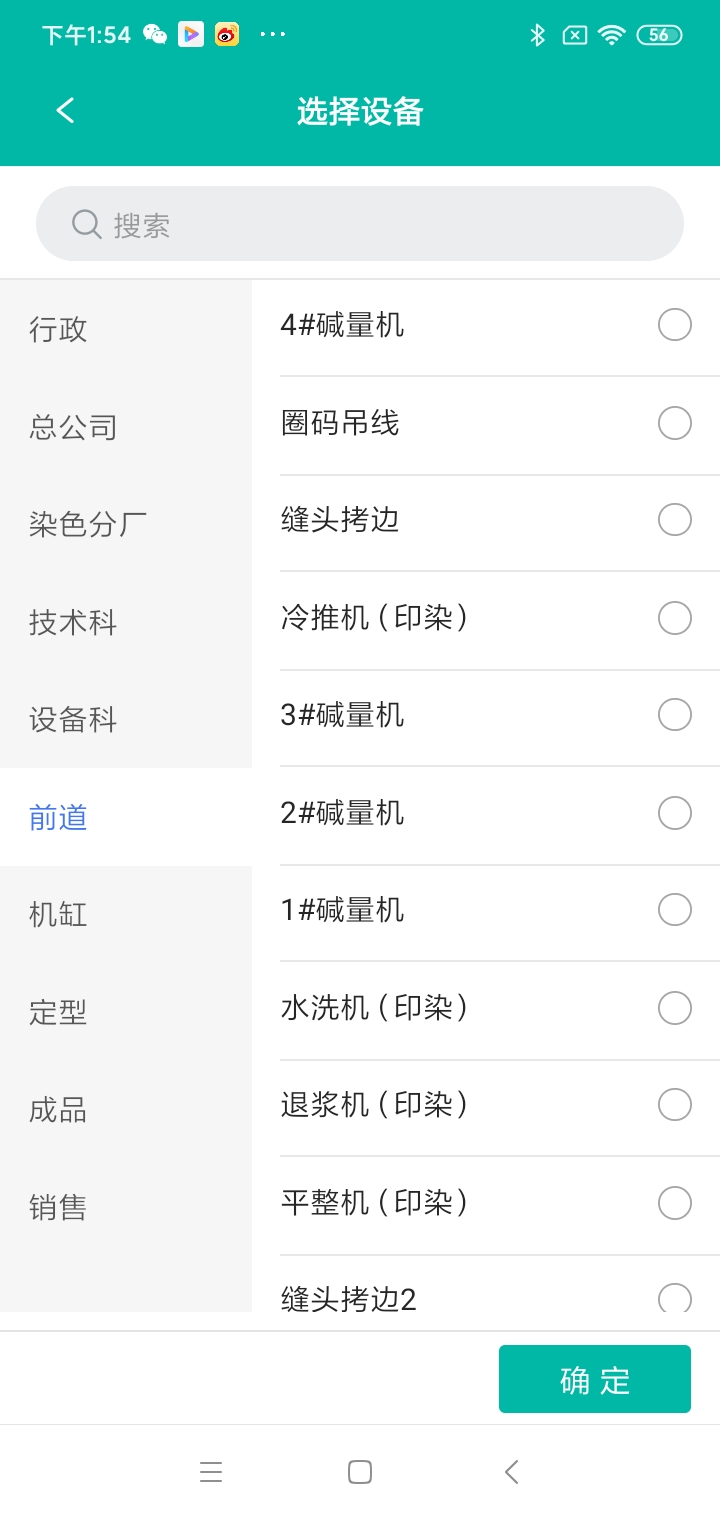 下午1:54
56
选择设备
搜索
行政
总公司
染色分厂
技术科
设备科
前道
机缸
定型
成品
销售
4#碱量机
圈码吊线
缝头拷边
冷推机(印染)
3#碱量机
2#碱量机
1#碱量机
水洗机(印染)
退浆机(印染)
平整机(印染)
缝头拷边2
确 定